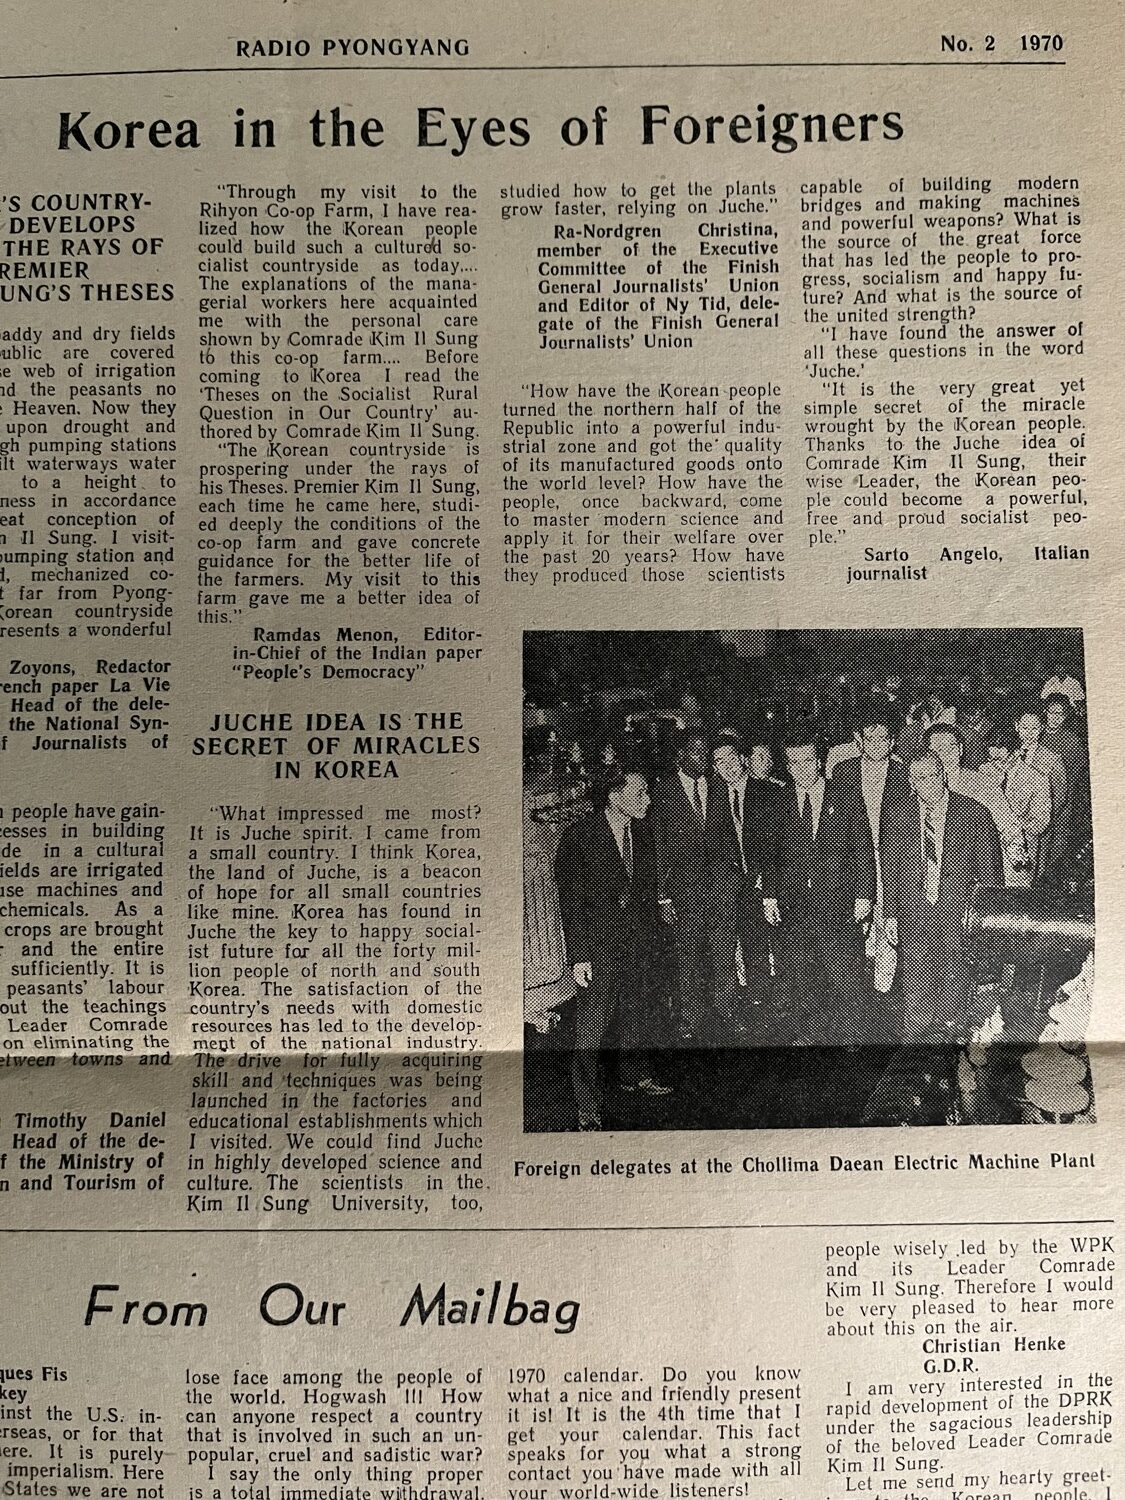 RADIO PYONGYANG
No. 2 1970
Korea in the Eyes of Foreigners
'S COUNTRY-
DEVELOPS
THE RAYS OF
REMIER
UNG'S THESES
paddy and dry fields
public are covered
se web of irrigation
nd the peasants no
Heaven. Now they
upon drought and
gh pumping stations
ilt waterways water
to a height to
ness in accordance
eat conception of
Il Sung. I visit-
pumping station and
d, mechanized co-
t far from Pyong-
Korean countryside
resents a wonderful
Zoyons, Redactor
rench paper La Vie
Head of the dele-
the National Syn-
f Journalists of
people have gain-
cesses in building
de in a cultural
ields are irrigated
use machines and
chemicals. As a
crops are brought
r and the entire
sufficiently. It is
peasants' labour
out the teachings
Leader Comrade
on eliminating the
etween towns and
Timothy Daniel
Head of the de-
f the Ministry of
n and Tourism of
"Through my visit to the
Rihyon Co-op Farm, I have rea-
lized how the Korean people
could build such a cultured so-
cialist countryside as today....
The explanations of the mana-
gerial workers here acquainted
me with the personal care
shown by Comrade Kim Il Sung
to this co-op farm.... Before
coming to Korea I read the
'Theses on the Socialist Rural
Question in Our Country' au-
thored by Comrade Kim Il Sung.
"The Korean countryside is
prospering under the rays of
his Theses. Premier Kim Il Sung,
each time he came here, studi-
ed deeply the conditions of the
co-op farm and gave concrete
guidance for the better life of
the farmers. My visit to this
farm gave me a better idea of
this."
Ramdas Menon, Editor-
in-Chief of the Indian paper
"People's Democracy"
JUCHE IDEA IS THE
SECRET OF MIRACLES
IN KOREA
"What impressed me most?
It is Juche spirit. I came from
a small country. I think Korea,
the land of Juche, is a beacon
of hope for all small countries
like mine. Korea has found in
Juche the key to happy social-
ist future for all the forty mil-
lion people of north and south
Korea. The satisfaction of the
country's needs with domestic
resources has led to the develop-
ment of the national industry.
The drive for fully acquiring
skill and techniques was being
launched in the factories and
educational establishments which
I visited. We could find Juche
in highly developed science and
culture. The scientists in the
Kim Il Sung University, too,
studied how to get the plants
grow faster, relying on Juche."
Ra-Nordgren Christina,
member of the Executive
Committee of the Finish
General Journalists' Union
and Editor of Ny Tid, dele-
gate of the Finish General
Journalists' Union
"How have the Korean people
turned the northern half of the
Republic into a powerful indu-
strial zone and got the quality
of its manufactured goods onto
the world level? How have the
people, once backward, come
to master modern science and
apply it for their welfare over
the past 20 years? How have
they produced those scientists
capable of building modern
bridges and making machines
and powerful weapons? What is
the source of the great force
that has led the people to pro-
gress, socialism and happy fu-
ture? And what is the source of
the united strength?
"I have found the answer of
all these questions in the word
'Juche.'
"It is the very great yet
simple secret of the miracle
wrought by the Korean people.
Thanks to the Juche idea of
Comrade Kim Il Sung, their
wise Leader, the Korean peo-
ple could become a powerful,
free and proud socialist peo-
ple."
Sarto Angelo, Italian
journalist
Foreign delegates at the Chollima Daean Electric Machine Plant
From Our Mailbag
ques Fis
key
inst the U.S. in-
erseas, or for that
ere. It is purely
imperialism. Here
States we are not
lose face among the people of
the world. Hogwash !!! How
can anyone respect a country
that is involved in such an un-
popular, cruel and sadistic war?
I say the only thing proper
is a total immediate withdrawal.
1970 calendar. Do you know
what a nice and friendly present
it is! It is the 4th time that I
get your calendar. This fact
speaks for you what a strong
contact you have made with all
your world-wide listeners!
people wisely led by the WPK
and its Leader Comrade
Kim Il Sung. Therefore I would
be very pleased to hear more
about this on the air.
Christian Henke
G.D.R.
I am very interested in the
rapid development of the DPRK
under the sagacious leadership
of the beloved Leader Comrade
Kim Il Sung.
Let me send my hearty greet-
the Korean people. I